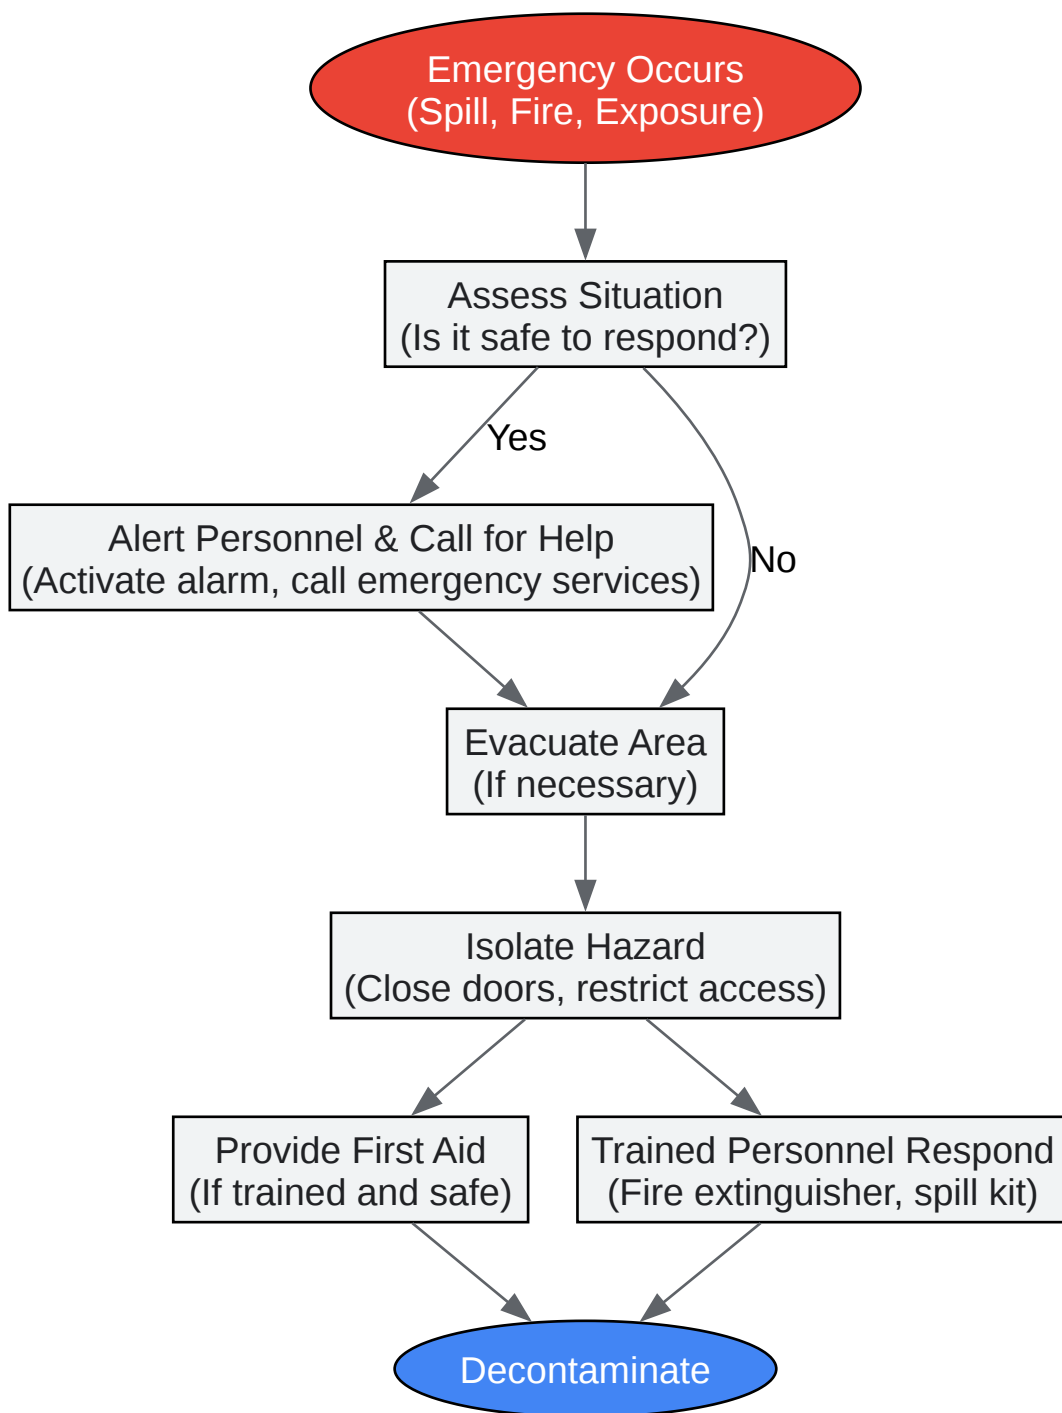 Emergency Occurs
(Spill, Fire, Exposure)
Assess Situation
(Is it safe to respond?)
Yes
Alert Personnel & Call for Help
(Activate alarm, call emergency services)
No
Evacuate Area
(If necessary)
Isolate Hazard
(Close doors, restrict access)
Provide First Aid
(If trained and safe)
Trained Personnel Respond
(Fire extinguisher, spill kit)
Decontaminate